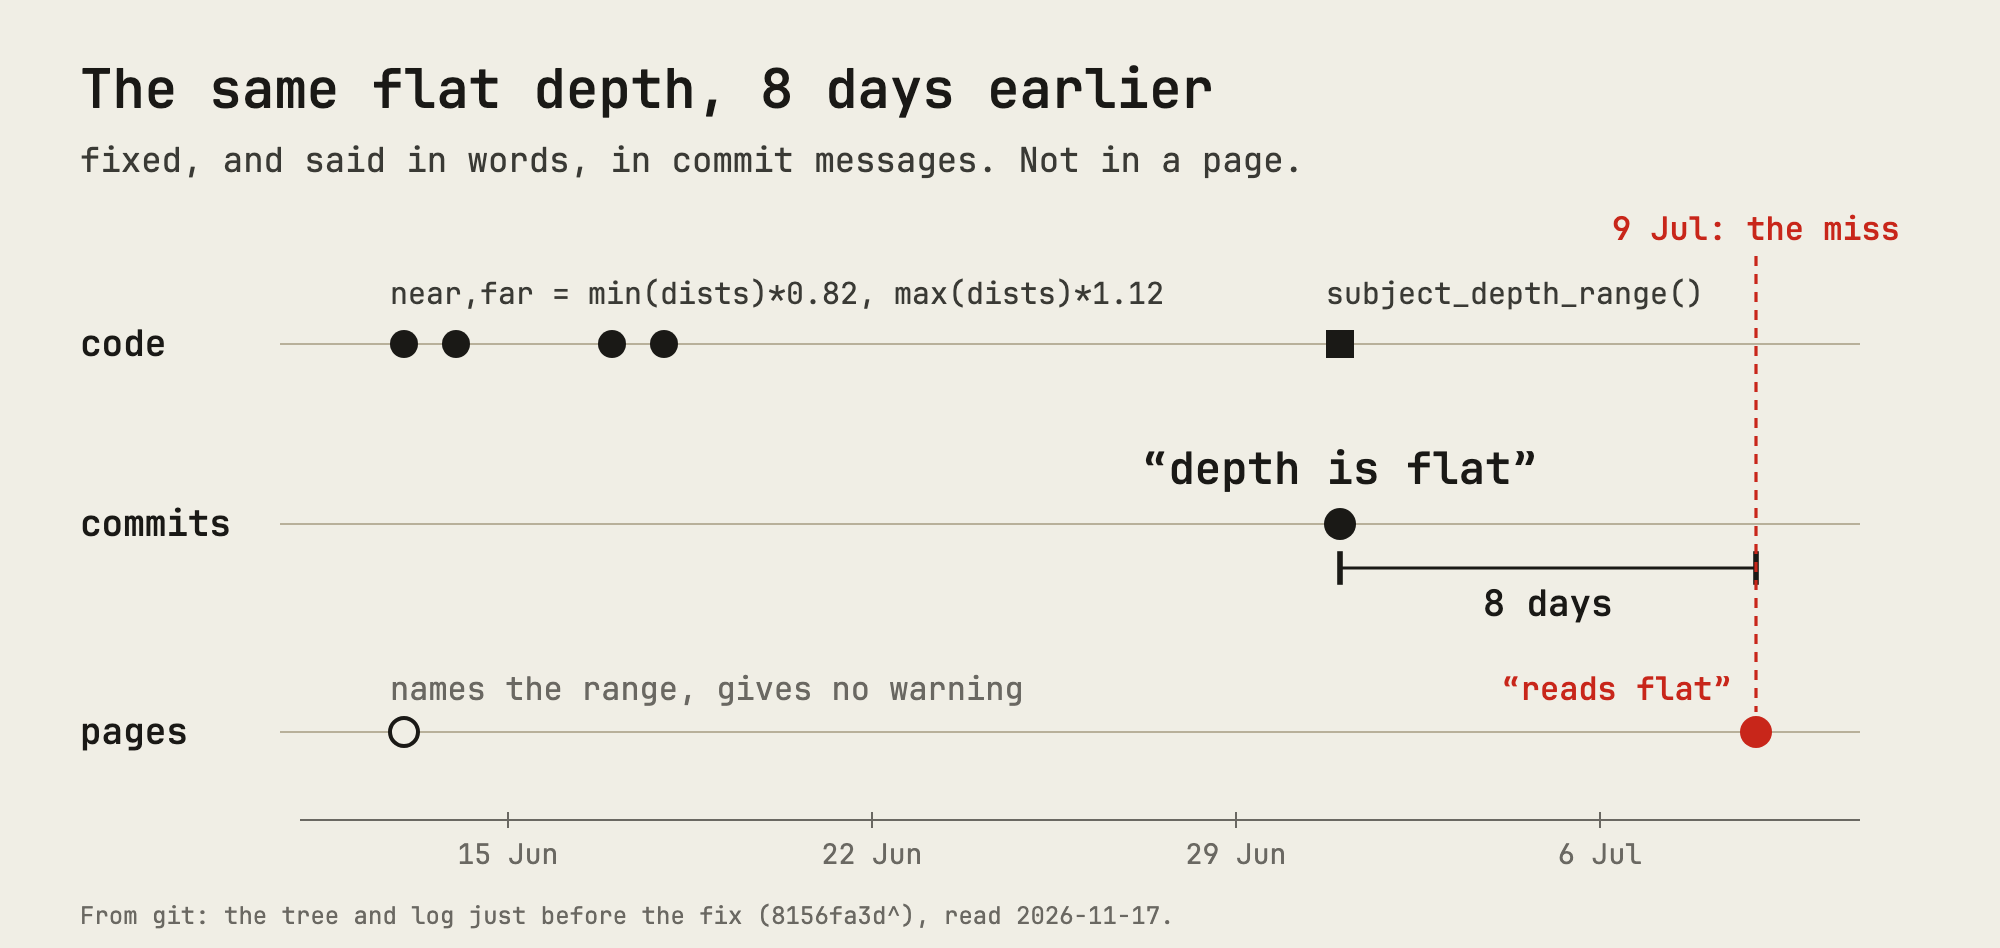 The same flat depth, 8 days earlier
fixed, and said in words, in commit messages. Not in a page.
9 Jul: the miss
near,far = min(dists)*0.82, max(dists)*1.12
subject_depth_range()
code
“depth is flat”
commits
8 days
names the range, gives no warning
“reads flat”
pages
15 Jun
22 Jun
29 Jun
6 Jul
From git: the tree and log just before the fix (8156fa3d^), read 2026-11-17.